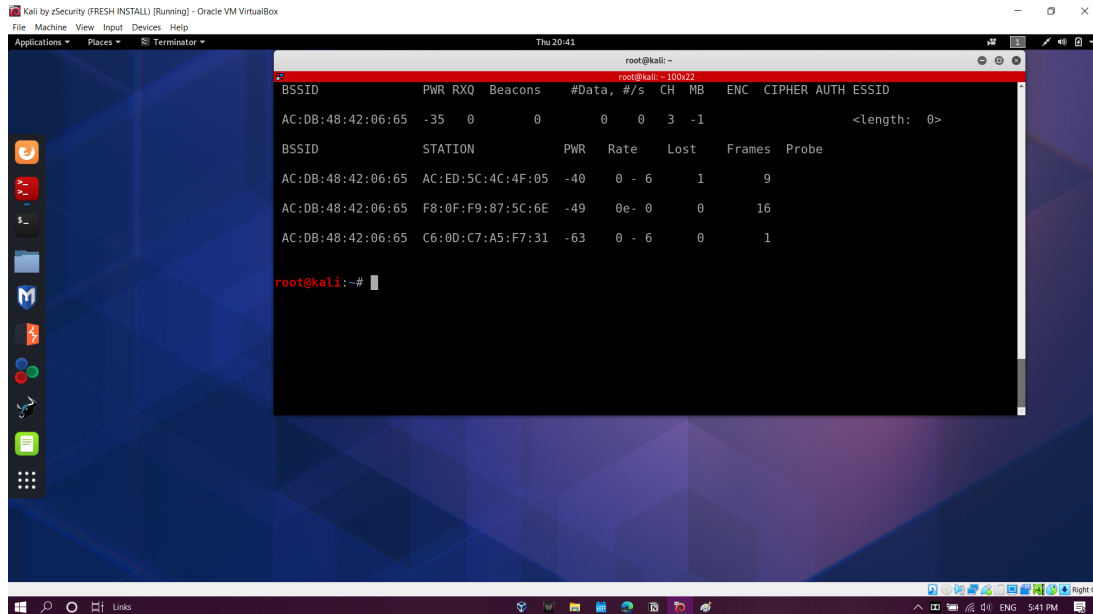 Kali by zSecurity (FRESH INSTALL) [Running] - Oracle VM VirtualBox
File Machine View Input Devices Help
Applications Places Terminator Thu 20:41 1
root@kali: ~
root@kali: ~ 100x22
BSSID PWR RXQ Beacons #Data, #/s CH MB ENC CIPHER AUTH ESSID
AC:DB:48:42:06:65 -35 0 0 0 0 3 -1 <length: 0>
BSSID STATION PWR Rate Lost Frames Probe
AC:DB:48:42:06:65 AC:ED:5C:4C:4F:05 -40 0 - 6 1 9
AC:DB:48:42:06:65 F8:0F:F9:87:5C:6E -49 0e- 0 0 16
AC:DB:48:42:06:65 C6:0D:C7:A5:F7:31 -63 0 - 6 0 1
root@kali:~#
Right
Links ENG 5:41 PM